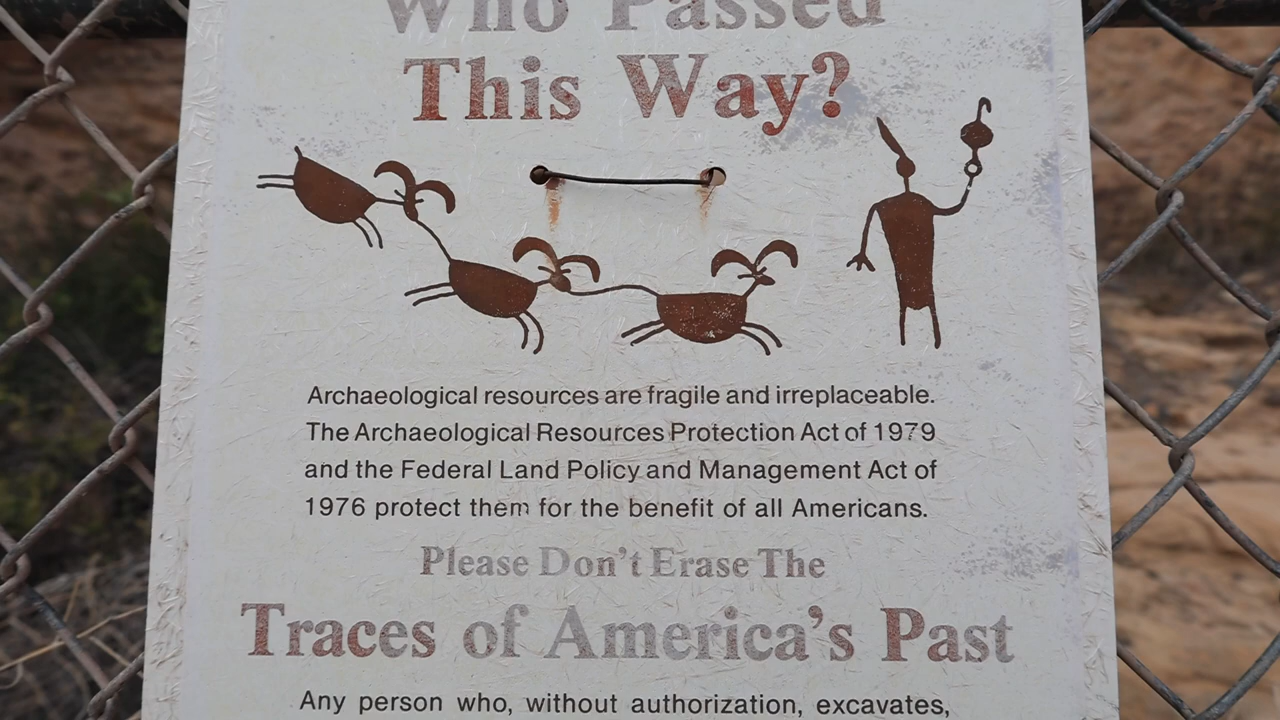 Who Passed
This Way?
Archaeological resources are fragile and irreplaceable.
The Archaeological Resources Protection Act of 1979
and the Federal Land Policy and Management Act of
1976 protect them for the benefit of all Americans.
Please Don't Erase The
Traces of America's Past
Any person who, without authorization, excavates,